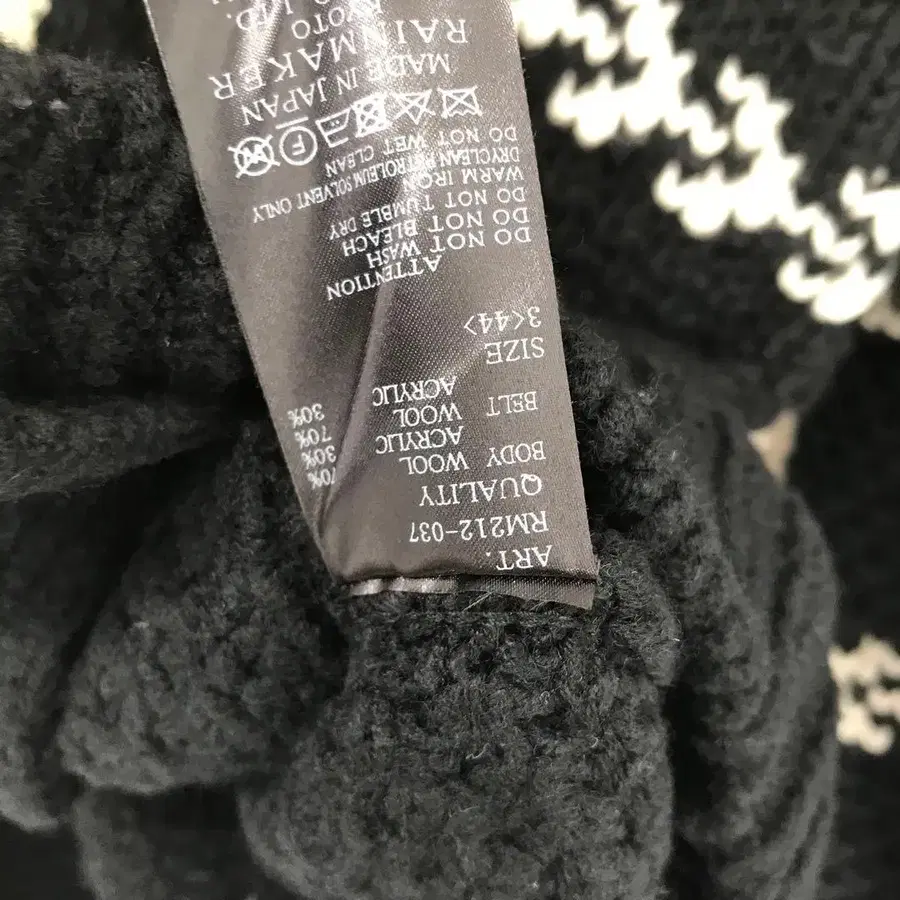 ART.
RM212-037
QUALITY
BODY WOOL 70%
ACRYLIC 30%
BELT WOOL 70%
ACRYLIC 30%
SIZE
3<44>
ATTENTION
DO NOT WASH
DO NOT BLEACH
DO NOT TUMBLE DRY
WARM IRON
DRYCLEAN PETROLEUM SOLVENT ONLY
DO NOT WET CLEAN
F W
MADE IN JAPAN
RAINMAKER
KYOTO
LTD.